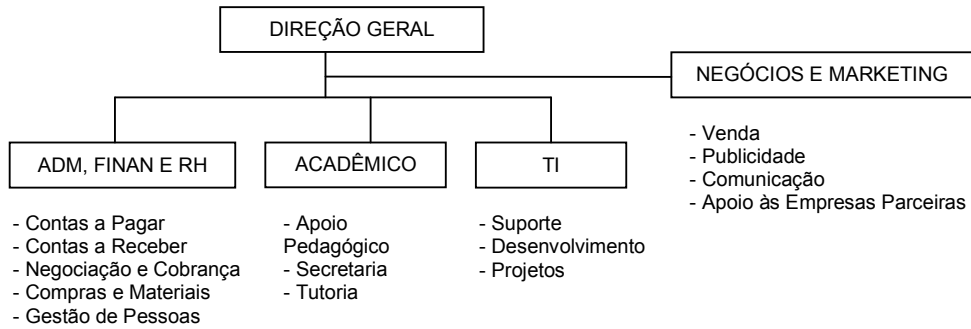 DIREÇÃO GERAL
NEGÓCIOS E MARKETING
- Venda
- Publicidade
- Comunicação
- Apoio às Empresas Parceiras
ADM, FINAN E RH
- Contas a Pagar
- Contas a Receber
- Negociação e Cobrança
- Compras e Materiais
- Gestão de Pessoas
ACADÊMICO
- Apoio
Pedagógico
- Secretaria
- Tutoria
TI
- Suporte
- Desenvolvimento
- Projetos